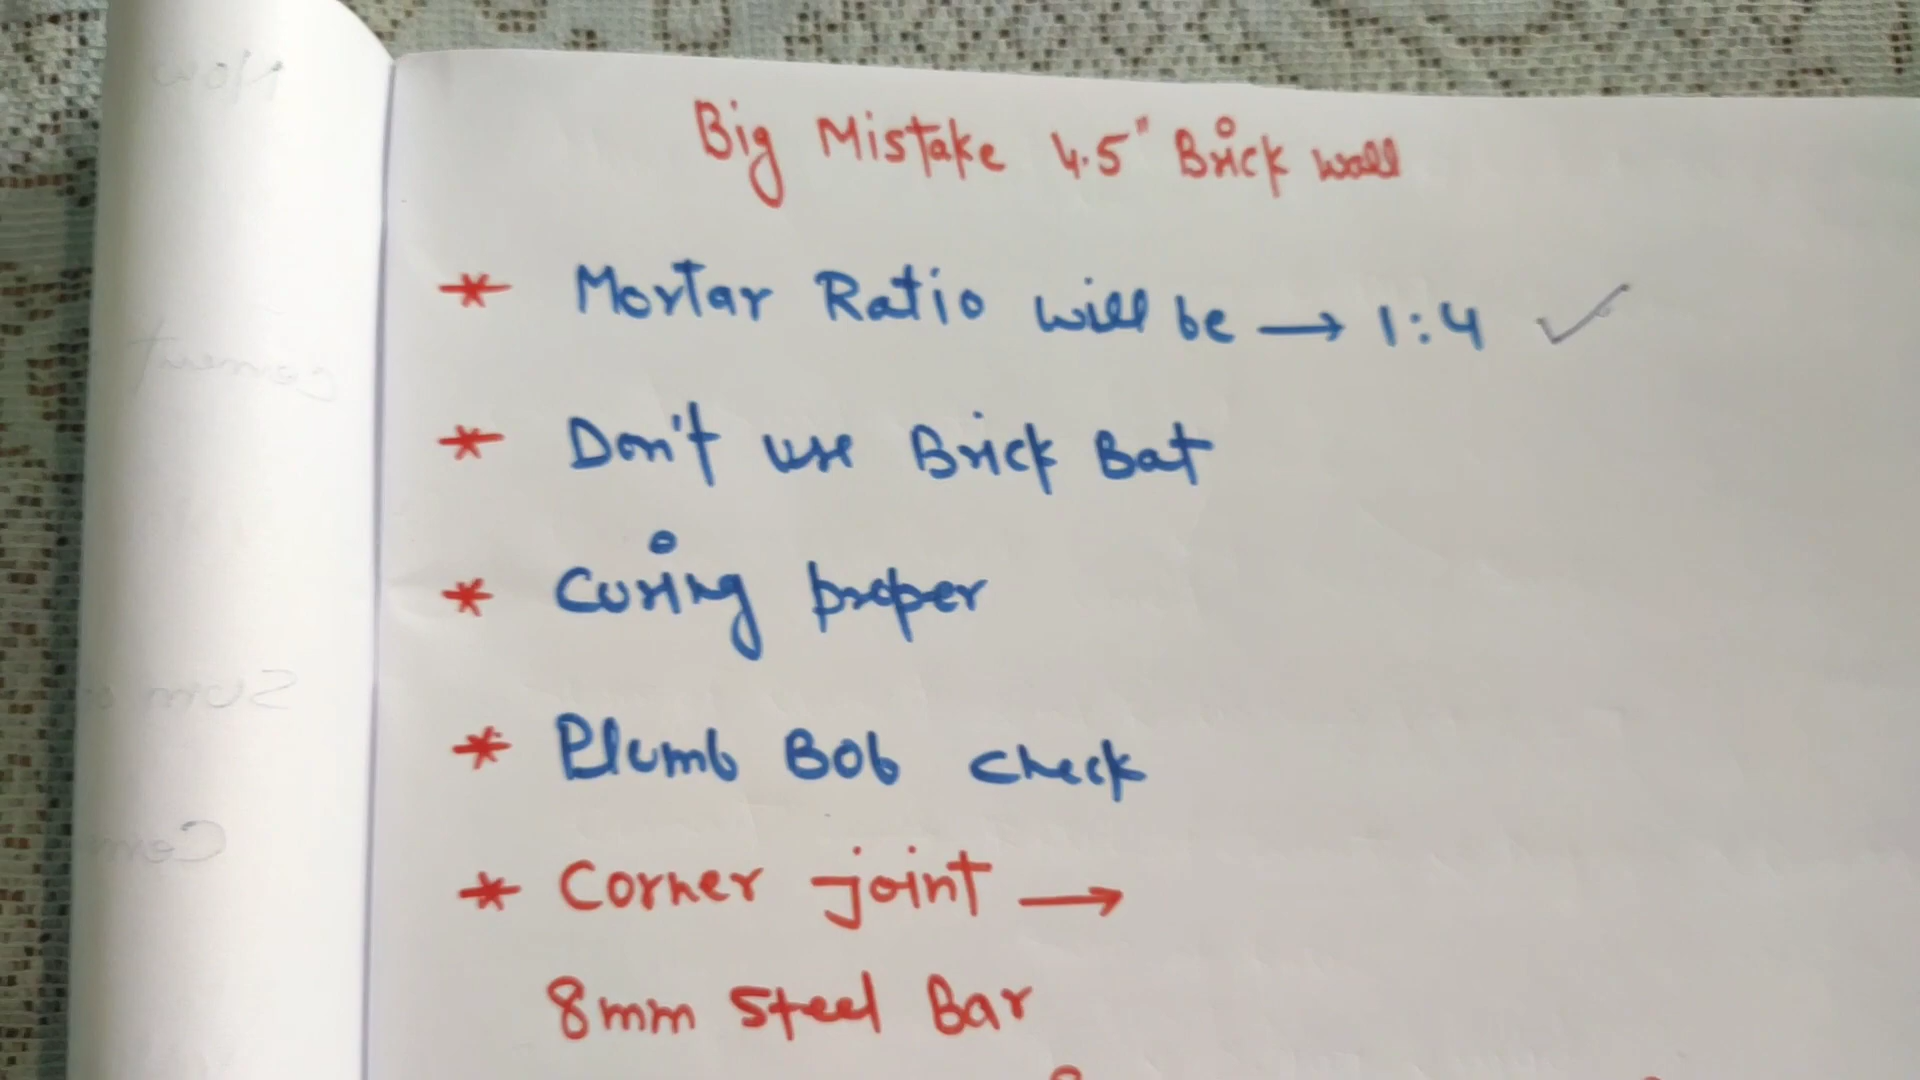 Big Mistake 4.5" Brick wall
* Mortar Ratio will be → 1:4 ✓
* Don't use Brick Bat
* Curing proper
* Plumb Bob check
* Corner joint →
8mm Steel Bar